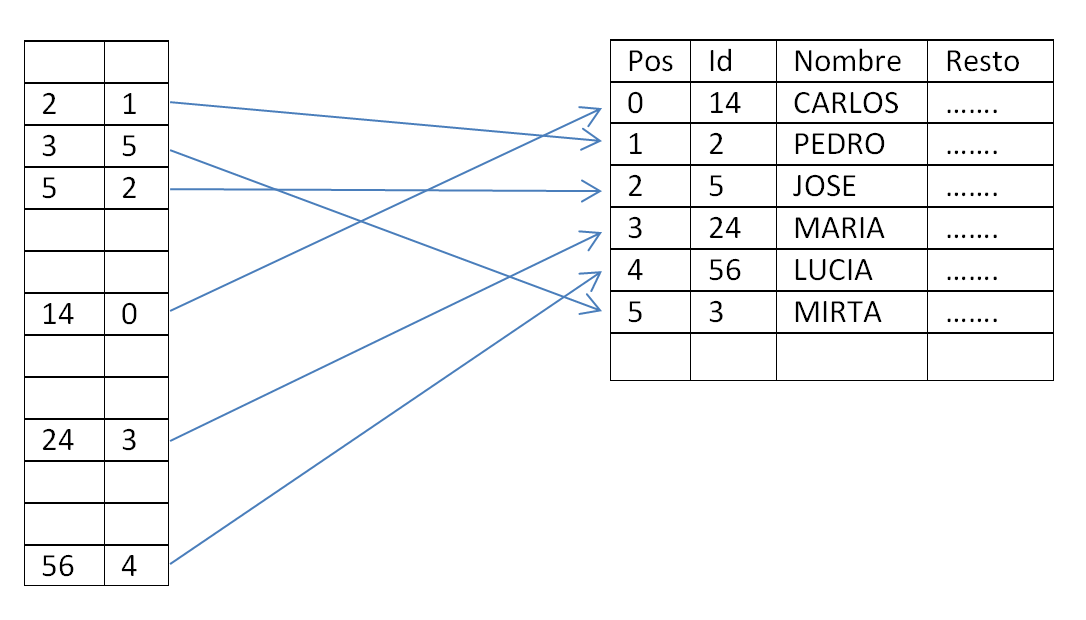 2 1
3 5
5 2
14 0
24 3
56 4
Pos Id Nombre Resto
0 14 CARLOS .......
1 2 PEDRO .......
2 5 JOSE .......
3 24 MARIA .......
4 56 LUCIA .......
5 3 MIRTA .......